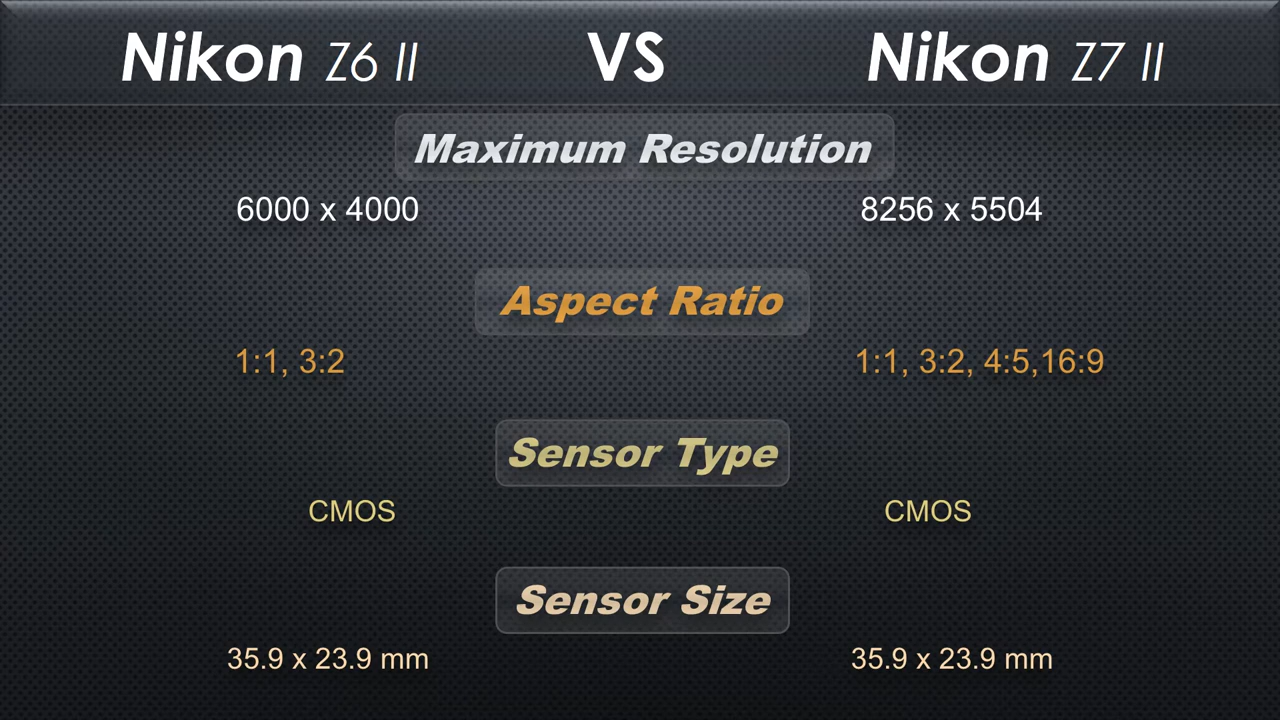 Nikon Z6 II VS Nikon Z7 II
Maximum Resolution
6000 x 4000 8256 x 5504
Aspect Ratio
1:1, 3:2 1:1, 3:2, 4:5,16:9
Sensor Type
CMOS CMOS
Sensor Size
35.9 x 23.9 mm 35.9 x 23.9 mm